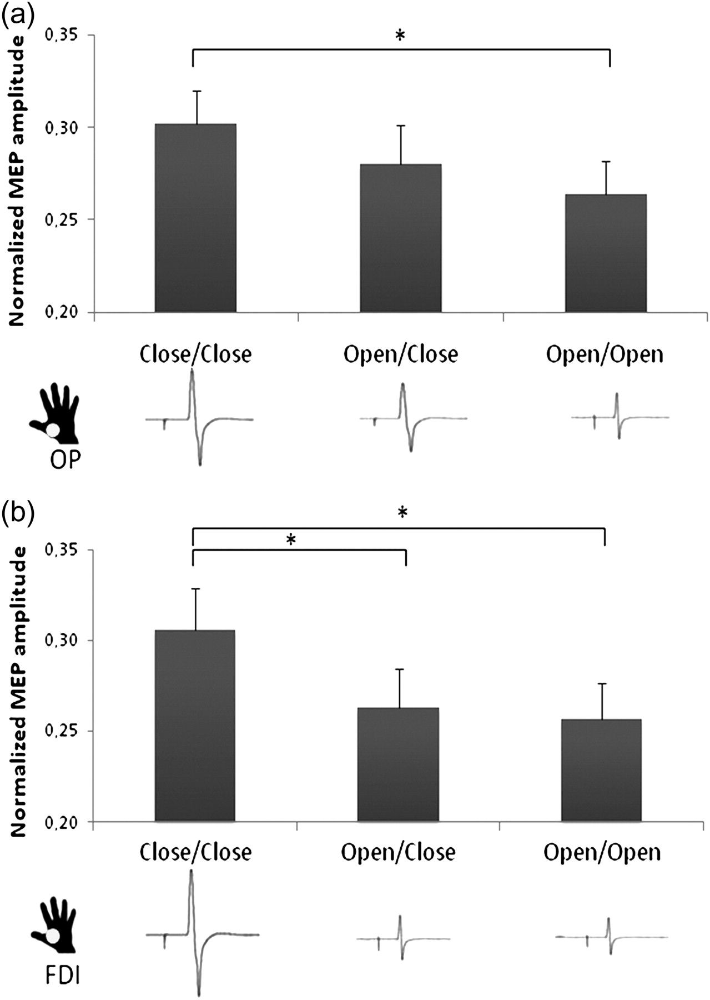 (a)
Normalized MEP amplitude
0,35
0,30
0,25
0,20
*
Close/Close
Open/Close
Open/Open
OP
(b)
Normalized MEP amplitude
0,35
0,30
0,25
0,20
*
*
Close/Close
Open/Close
Open/Open
FDI